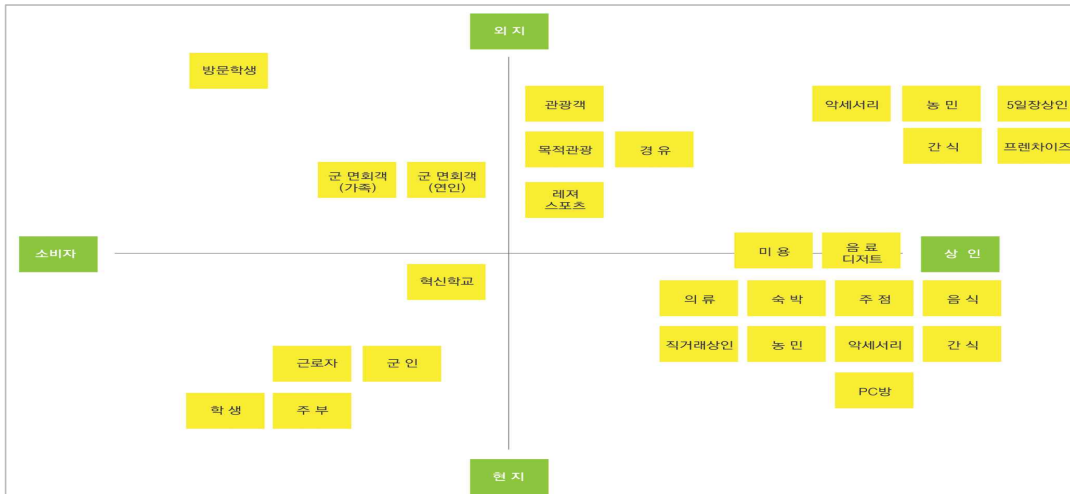 외 지
방문학생
관광객
악세서리
농 민
5일장상인
목적관광
경 유
간 식
프렌차이즈
군 면회객
(가족)
군 면회객
(연인)
레져
스포츠
소비자
미 용
음 료
디저트
상 인
혁신학교
의 류
숙 박
주 점
음 식
직거래상인
농 민
악세서리
간 식
근로자
군 인
PC방
학 생
주 부
현 지